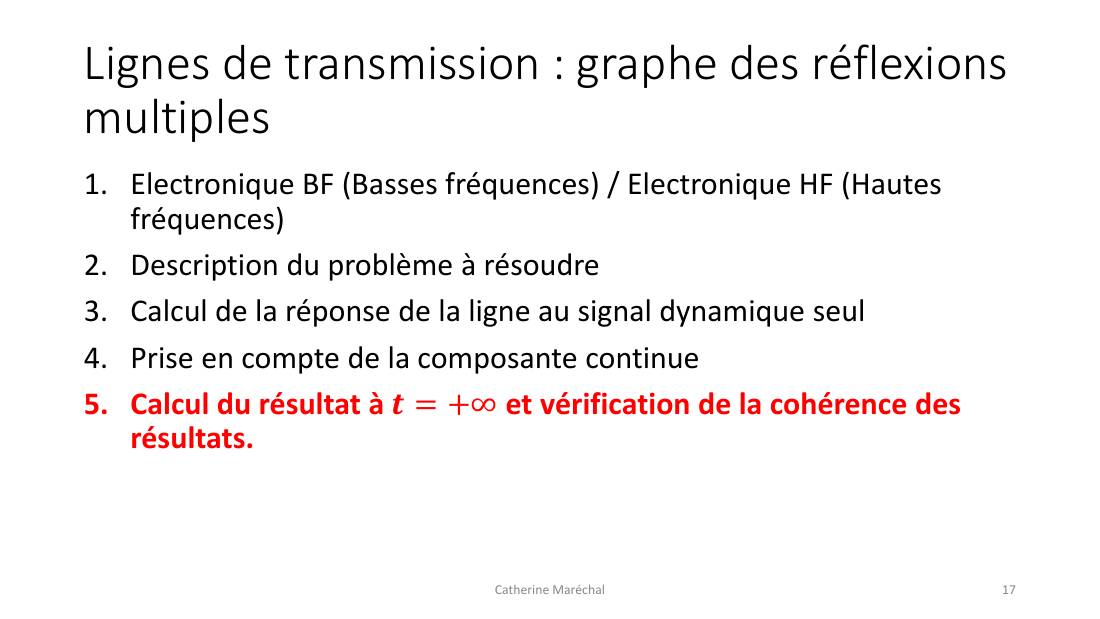 Lignes de transmission : graphe des réflexions
multiples
1. Electronique BF (Basses fréquences) / Electronique HF (Hautes
fréquences)
2. Description du problème à résoudre
3. Calcul de la réponse de la ligne au signal dynamique seul
4. Prise en compte de la composante continue
5. Calcul du résultat à t = +∞ et vérification de la cohérence des
résultats.
Catherine Maréchal
17